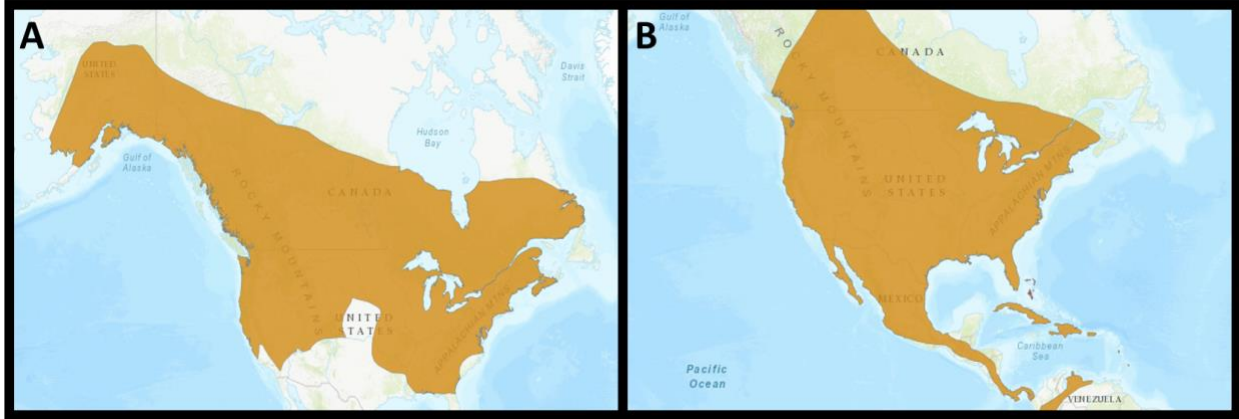 A
UNITED
STATES
Davis
Strait
Hudson
Bay
Gulf of
Alaska
ROCKY MOUNTAINS
CANADA
UNITED
STATES
APPALACHIAN MTNS
B
Gulf of
Alaska
ROCKY MOUNTAINS
CANADA
UNITED
STATES
APPALACHIAN MTNS
MEXICO
Caribbean
Sea
Pacific
Ocean
VENEZUELA